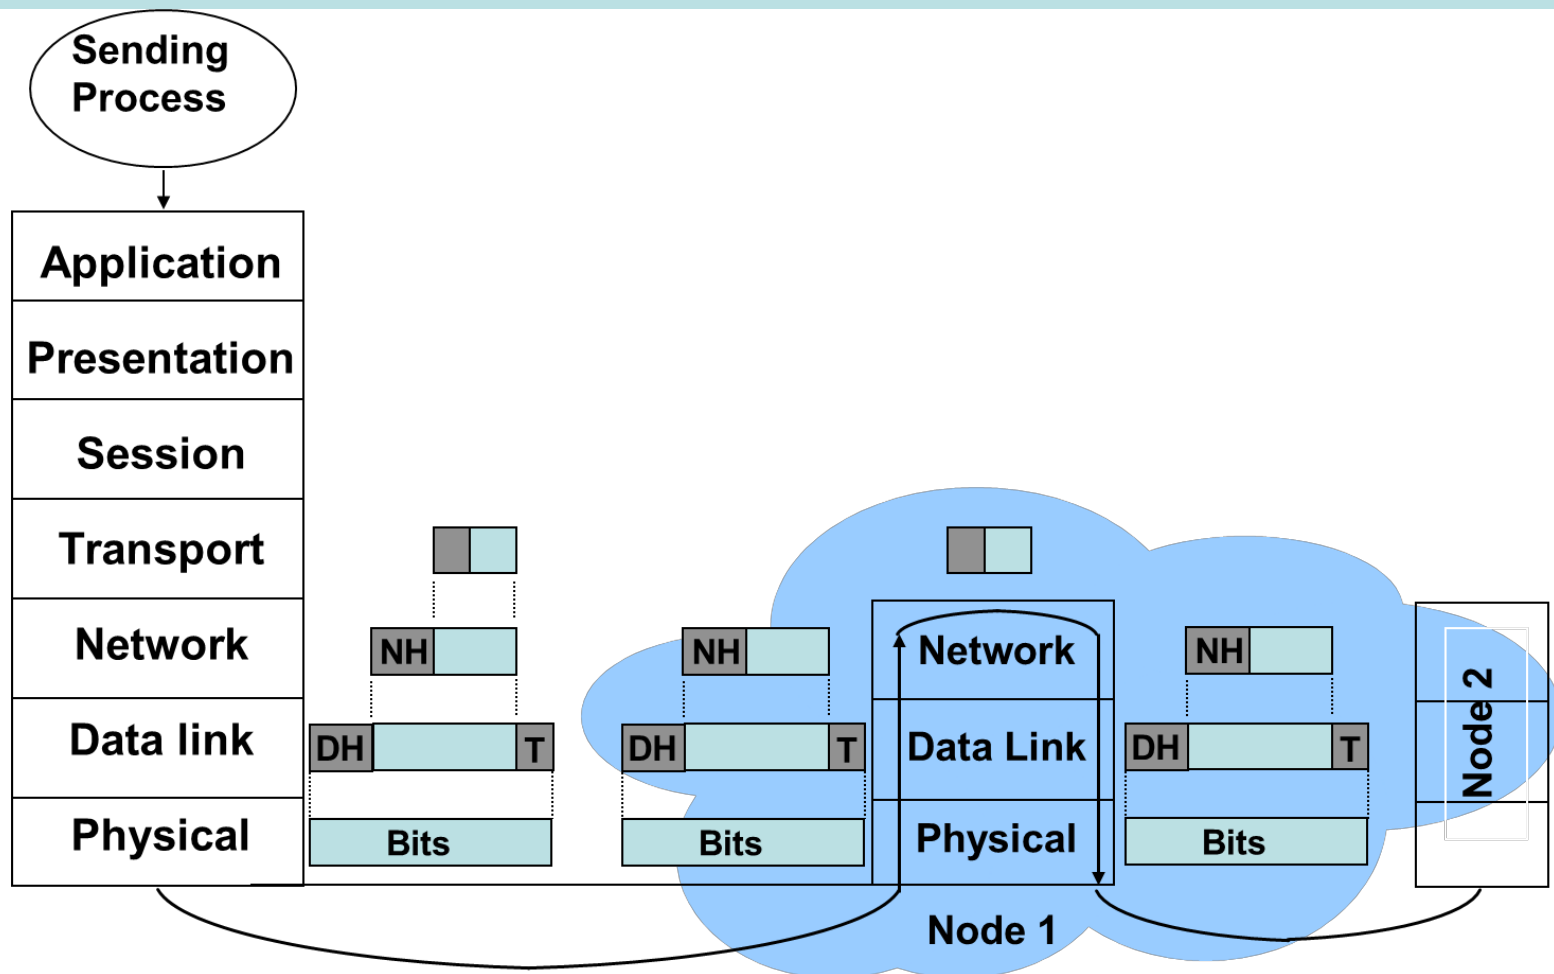 Sending
Process
Application
Presentation
Session
Transport
Network
Data link
Physical
NH
DH
T
Bits
NH
DH
T
Bits
Network
Data Link
Physical
Node 1
NH
DH
T
Bits
Node 2